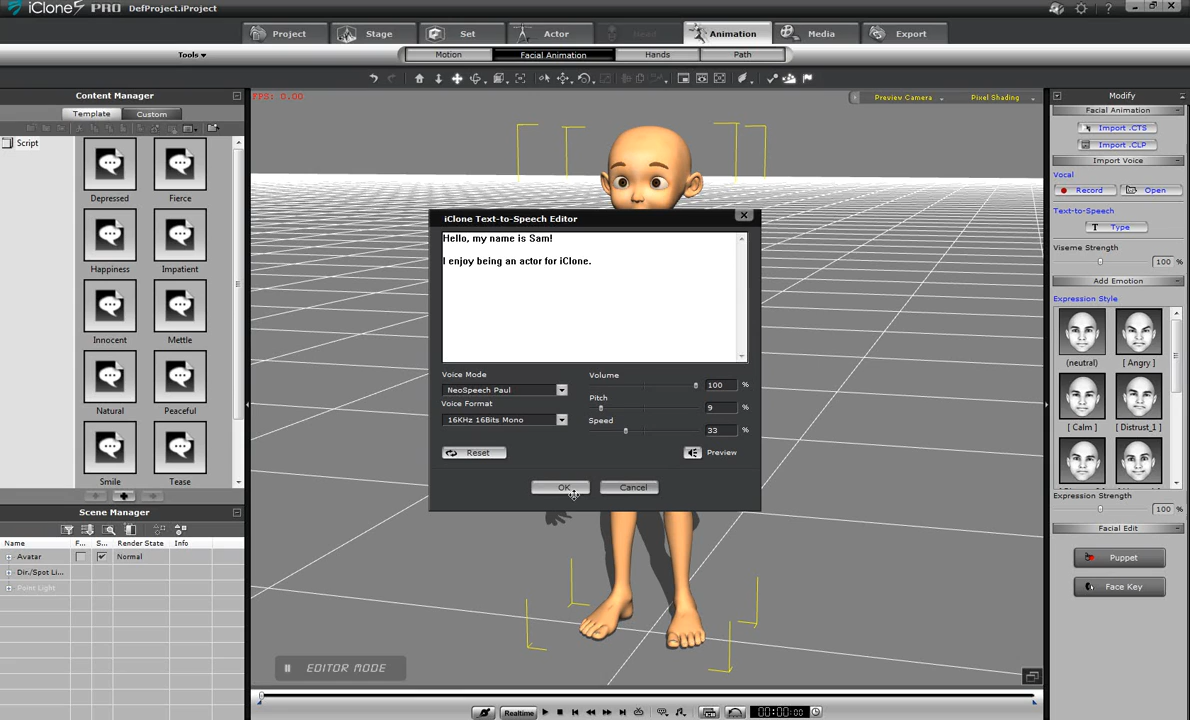 iClone5 PRO DefProject.iProject
Project Stage Set Actor Head Animation Media Export
Tools Motion Facial Animation Hands Path
Content Manager
Template Custom
Script
Depressed Fierce
Happiness Impatient
Innocent Mettle
Natural Peaceful
Smile Tease
Scene Manager
Name F... S... Render State Info
Avatar Normal
Dir./Spot Li...
Point Light
FPS: 0.00
Preview Camera Pixel Shading
iClone Text-to-Speech Editor
Hello, my name is Sam!
I enjoy being an actor for iClone.
Voice Mode
NeoSpeech Paul
Voice Format
16KHz 16Bits Mono
Volume
100 %
Pitch
9 %
Speed
33 %
Reset
Preview
OK Cancel
EDITOR MODE
Realtime
00:00:00
Modify
Facial Animation
Import .CTS
Import .CLP
Import Voice
Vocal
Record Open
Text-to-Speech
Type
Viseme Strength
100 %
Add Emotion
Expression Style
(neutral) [ Angry ]
[ Calm ] [ Distrust_1 ]
Expression Strength
100 %
Facial Edit
Puppet
Face Key